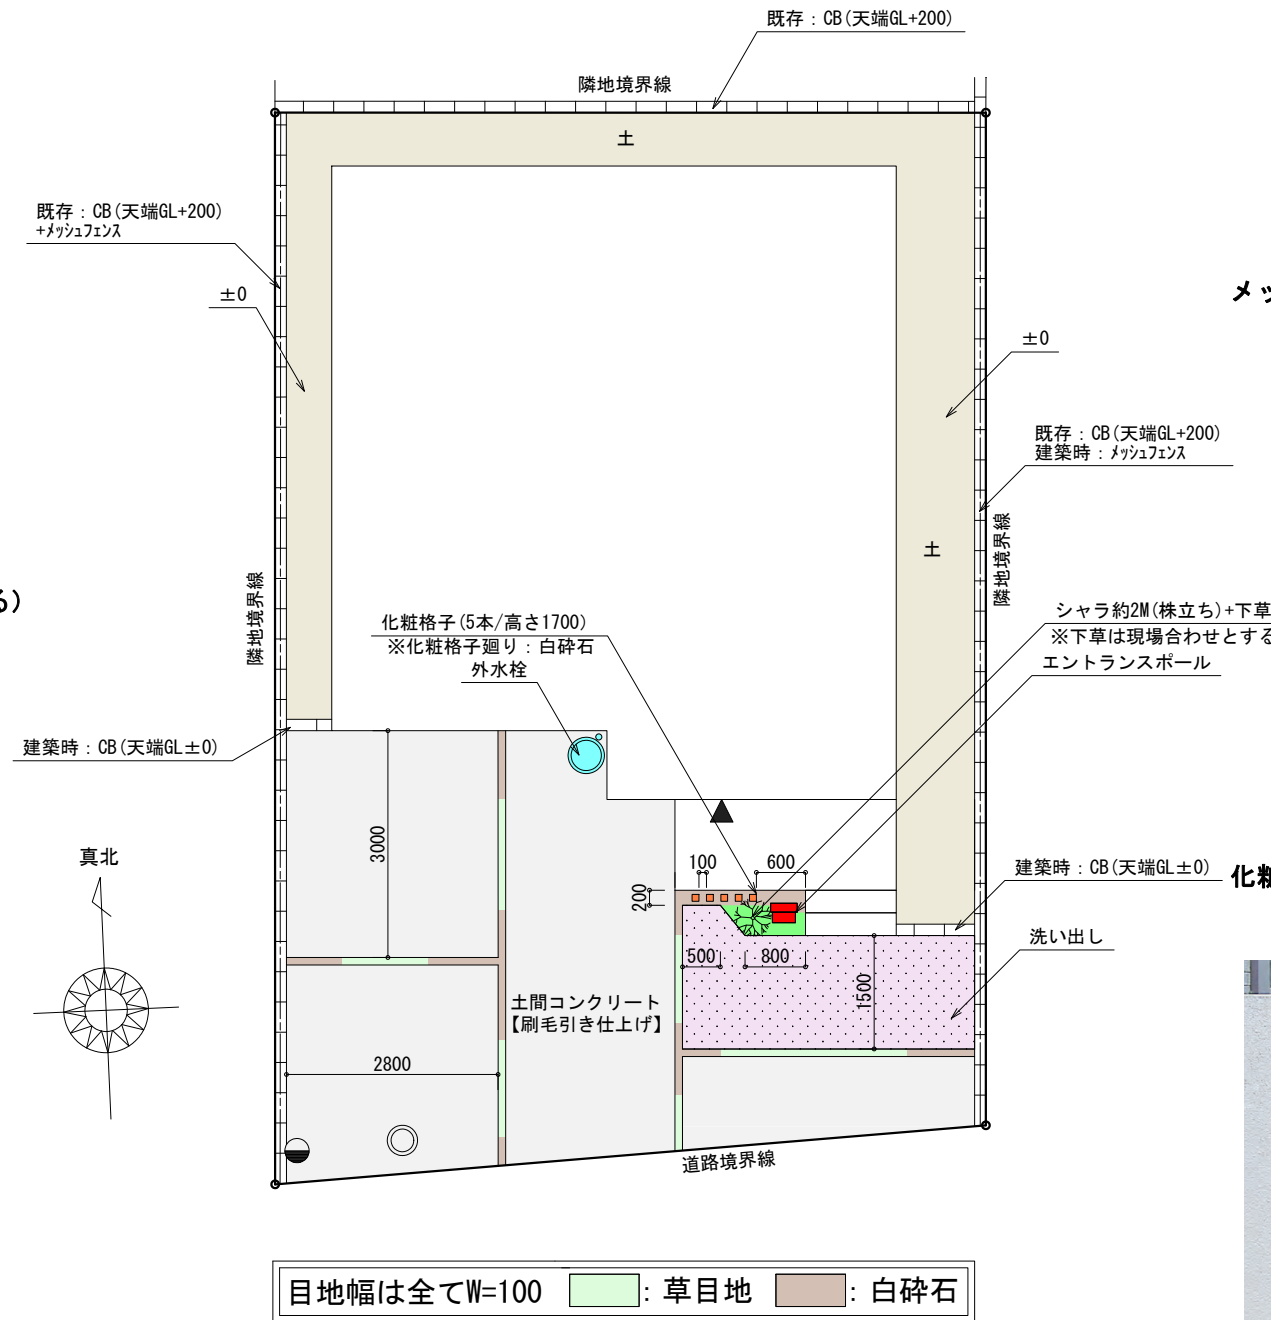 既存：CB(天端GL+200)
隣地境界線
土
既存：CB(天端GL+200)
+ﾒｯｼｭﾌｪﾝｽ
±0
メッ
±0
既存：CB(天端GL+200)
建築時：ﾒｯｼｭﾌｪﾝｽ
隣地境界線
土
隣地境界線
る）
化粧格子(5本/高さ1700)
※化粧格子廻り：白砕石
外水栓
シャラ約2M(株立ち)+下草
※下草は現場合わせとする
エントランスポール
建築時：CB(天端GL±0)
3000
真北
100
600
200
建築時：CB(天端GL±0)
化粧
洗い出し
500
800
1500
土間コンクリート
【刷毛引き仕上げ】
2800
道路境界線
目地幅は全てW=100
：草目地
：白砕石